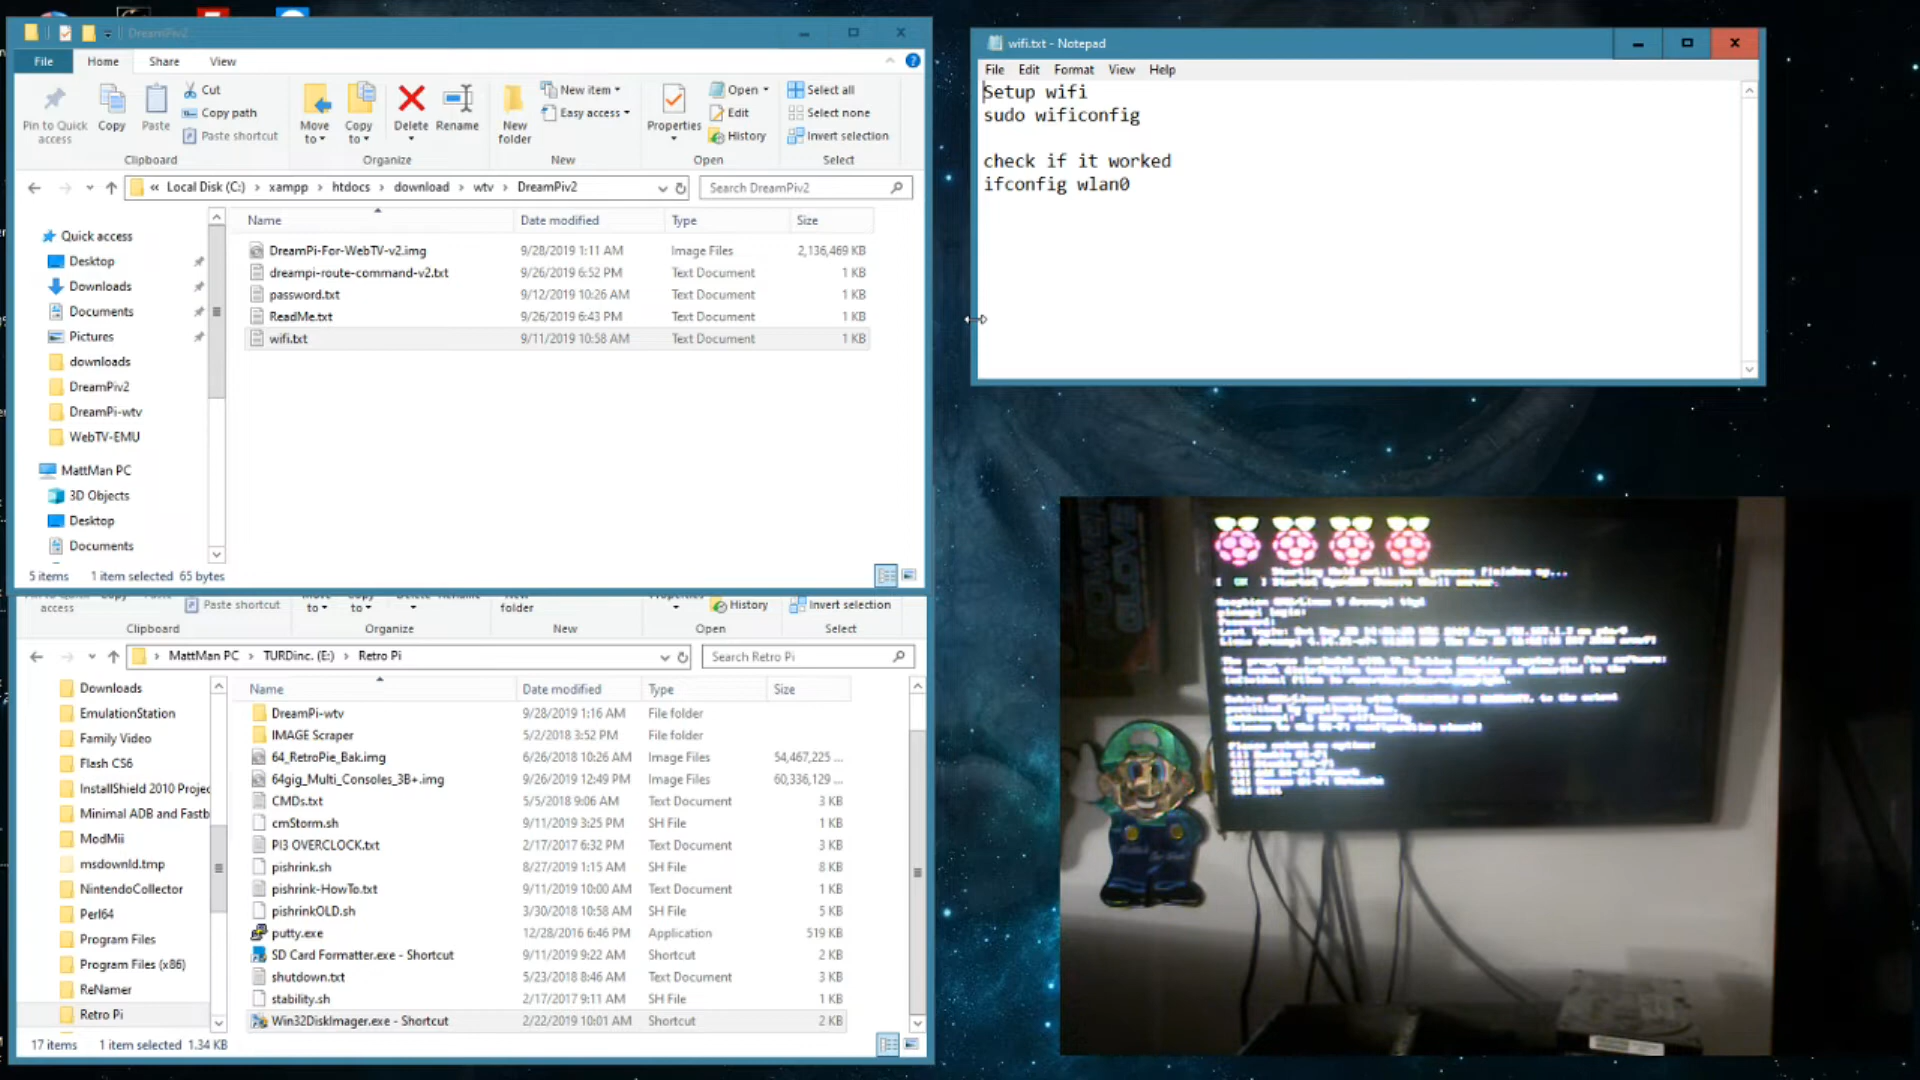 DreamPiv2
File Home Share View
Pin to Quick access
Copy
Paste
Cut
Copy path
Paste shortcut
Clipboard
Move to
Copy to
Delete
Rename
Organize
New folder
New item
Easy access
New
Properties
Open
Edit
History
Open
Select all
Select none
Invert selection
Select
« Local Disk (C:) › xampp › htdocs › download › wtv › DreamPiv2
Search DreamPiv2
Quick access
Desktop
Downloads
Documents
Pictures
downloads
DreamPiv2
DreamPi-wtv
WebTV-EMU
MattMan PC
3D Objects
Desktop
Documents
Name Date modified Type Size
DreamPi-For-WebTV-v2.img 9/28/2019 1:11 AM Image Files 2,136,469 KB
dreampi-route-command-v2.txt 9/26/2019 6:52 PM Text Document 1 KB
password.txt 9/12/2019 10:26 AM Text Document 1 KB
ReadMe.txt 9/26/2019 6:43 PM Text Document 1 KB
wifi.txt 9/11/2019 10:58 AM Text Document 1 KB
5 items 1 item selected 65 bytes
wifi.txt - Notepad
File Edit Format View Help
Setup wifi
sudo wificonfig
check if it worked
ifconfig wlan0
access
Paste shortcut
to
to
folder
History
Invert selection
Clipboard Organize New Open Select
MattMan PC › TURDinc. (E:) › Retro Pi
Search Retro Pi
Downloads
EmulationStation
Family Video
Flash CS6
InstallShield 2010 Projec
Minimal ADB and Fastb
ModMii
msdownld.tmp
NintendoCollector
Perl64
Program Files
Program Files (x86)
ReNamer
Retro Pi
Name Date modified Type Size
DreamPi-wtv 9/28/2019 1:16 AM File folder
IMAGE Scraper 5/2/2018 3:52 PM File folder
64_RetroPie_Bak.img 6/26/2018 10:26 AM Image Files 54,467,225 ...
64gig_Multi_Consoles_3B+.img 9/26/2019 12:49 PM Image Files 60,336,129 ...
CMDs.txt 5/5/2018 9:06 AM Text Document 3 KB
cmStorm.sh 9/11/2019 3:25 PM SH File 1 KB
PI3 OVERCLOCK.txt 2/17/2017 6:32 PM Text Document 3 KB
pishrink.sh 8/27/2019 1:15 AM SH File 8 KB
pishrink-HowTo.txt 9/11/2019 10:00 AM Text Document 1 KB
pishrinkOLD.sh 3/30/2018 10:58 AM SH File 5 KB
putty.exe 12/28/2016 6:46 PM Application 519 KB
SD Card Formatter.exe - Shortcut 9/11/2019 9:22 AM Shortcut 2 KB
shutdown.txt 5/23/2018 8:46 AM Text Document 3 KB
stability.sh 2/17/2017 9:11 AM SH File 1 KB
Win32DiskImager.exe - Shortcut 2/22/2019 10:01 AM Shortcut 2 KB
17 items 1 item selected 1.34 KB